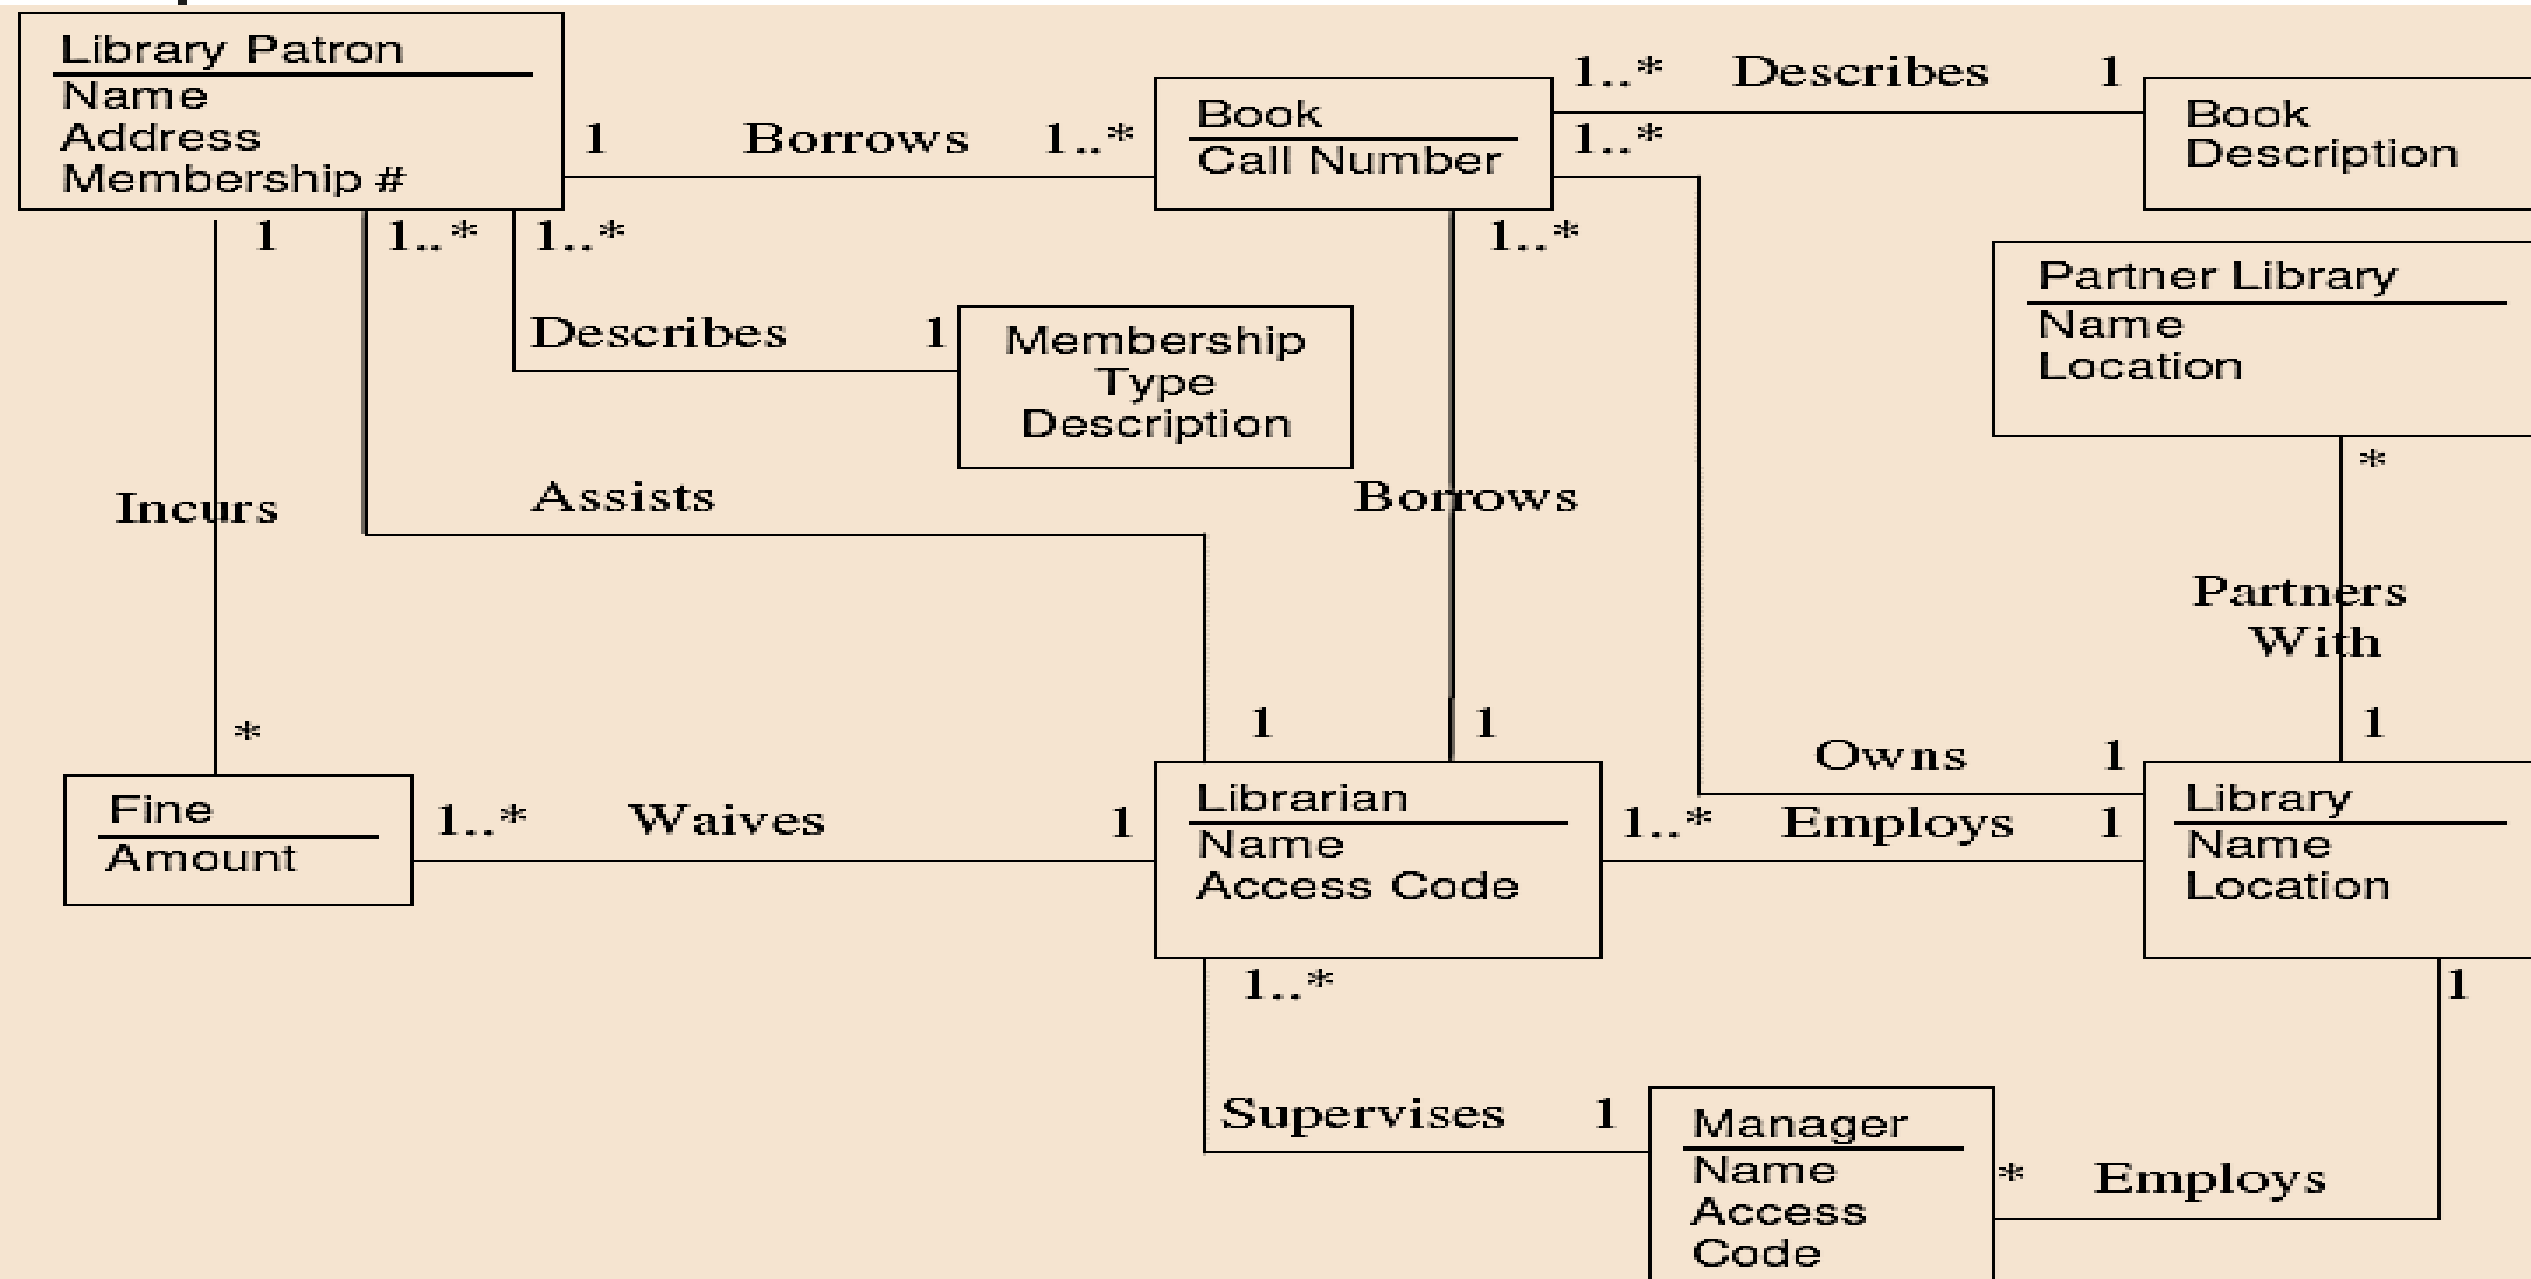 Library Patron
Name
Address
Membership #
1 Borrows 1..*
Book
Call Number
1..* Describes 1
1..*
Book
Description
1
1..*
1..*
1..*
Partner Library
Name
Location
Describes 1
Membership
Type
Description
*
Incurs
Assists
Borrows
Partners
With
*
1
1
1
Owns 1
Fine
Amount
1..* Waives 1
Librarian
Name
Access Code
1..* Employs 1
Library
Name
Location
1..*
1
Supervises 1
Manager
Name
Access
Code
* Employs